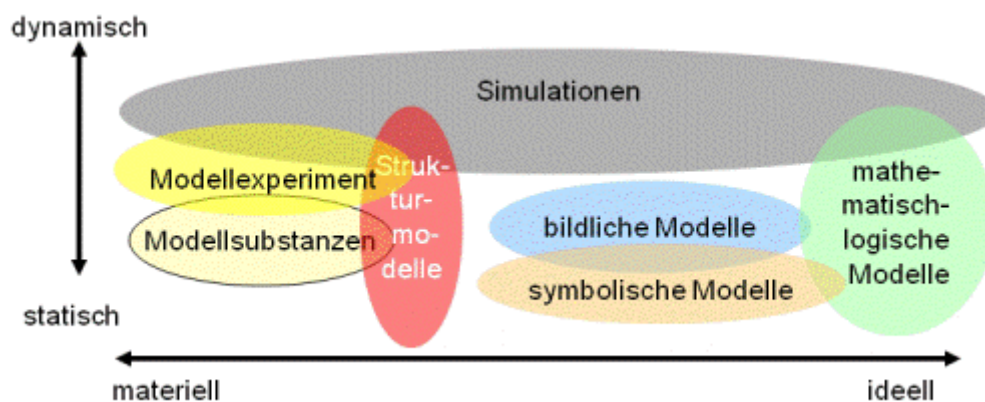 dynamisch
Simulationen
Modellexperiment
Modellsubstanzen
Struk-
tur-
mo-
delle
bildliche Modelle
symbolische Modelle
mathe-
matisch-
logische
Modelle
statisch
materiell
ideell